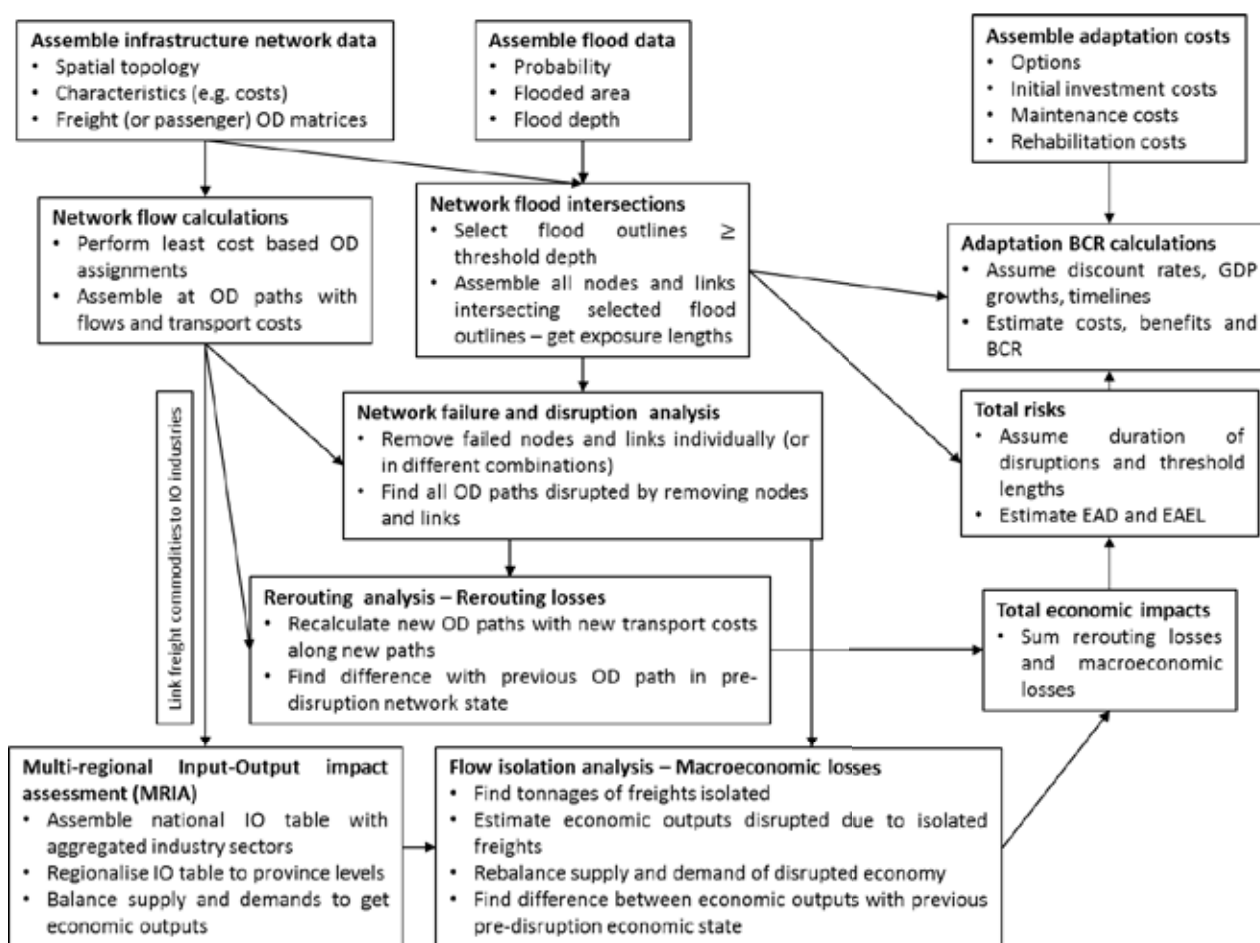 Assemble infrastructure network data
• Spatial topology
• Characteristics (e.g. costs)
• Freight (or passenger) OD matrices
Assemble flood data
• Probability
• Flooded area
• Flood depth
Assemble adaptation costs
• Options
• Initial investment costs
• Maintenance costs
• Rehabilitation costs
Network flow calculations
• Perform least cost based OD
assignments
• Assemble at OD paths with
flows and transport costs
Network flood intersections
• Select flood outlines ≥
threshold depth
• Assemble all nodes and links
intersecting selected flood
outlines – get exposure lengths
Adaptation BCR calculations
• Assume discount rates, GDP
growths, timelines
• Estimate costs, benefits and
BCR
Link freight commodities to IO industries
Network failure and disruption analysis
• Remove failed nodes and links individually (or
in different combinations)
• Find all OD paths disrupted by removing nodes
and links
Total risks
• Assume duration of
disruptions and threshold
lengths
• Estimate EAD and EAEL
Rerouting analysis – Rerouting losses
• Recalculate new OD paths with new transport costs
along new paths
• Find difference with previous OD path in pre-
disruption network state
Total economic impacts
• Sum rerouting losses
and macroeconomic
losses
Multi-regional Input-Output impact
assessment (MRIA)
• Assemble national IO table with
aggregated industry sectors
• Regionalise IO table to province levels
• Balance supply and demands to get
economic outputs
Flow isolation analysis – Macroeconomic losses
• Find tonnages of freights isolated
• Estimate economic outputs disrupted due to isolated
freights
• Rebalance supply and demand of disrupted economy
• Find difference between economic outputs with previous
pre-disruption economic state